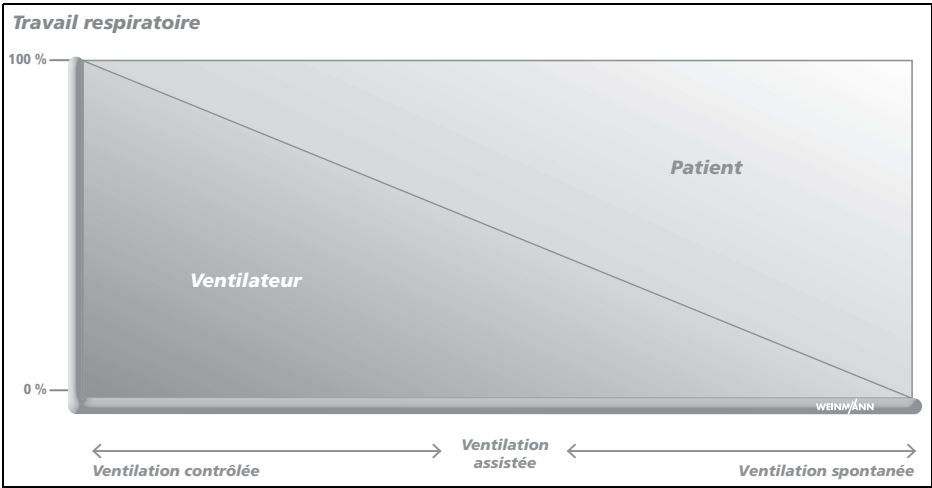 Travail respiratoire
100 %
Patient
Ventilateur
0 %
WEINMANN
Ventilation
assistée
Ventilation contrôlée
Ventilation spontanée